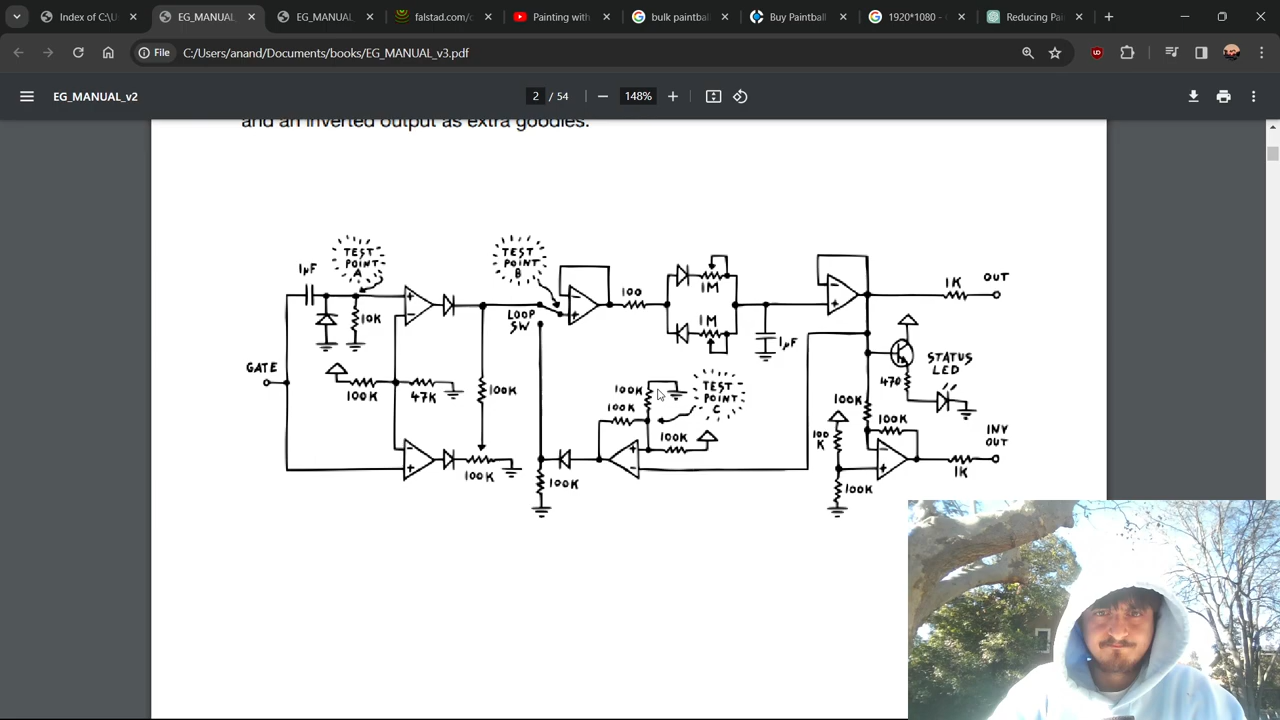 Index of C:\U
EG_MANUAL
EG_MANUAL
falstad.com/c
Painting with
bulk paintbal
Buy Paintball
1920*1080 -
Reducing Pa
File
C:/Users/anand/Documents/books/EG_MANUAL_v3.pdf
EG_MANUAL_v2
2 / 54
148%
and an inverted output as extra goodies.
TEST POINT A
TEST POINT B
1µF
10K
LOOP SW
100
1M
1M
1µF
1K
OUT
GATE
100K
47K
100K
100K
100K
TEST POINT C
100K
STATUS LED
470
100K
100K
100K
100K
100K
100K
INV OUT
1K